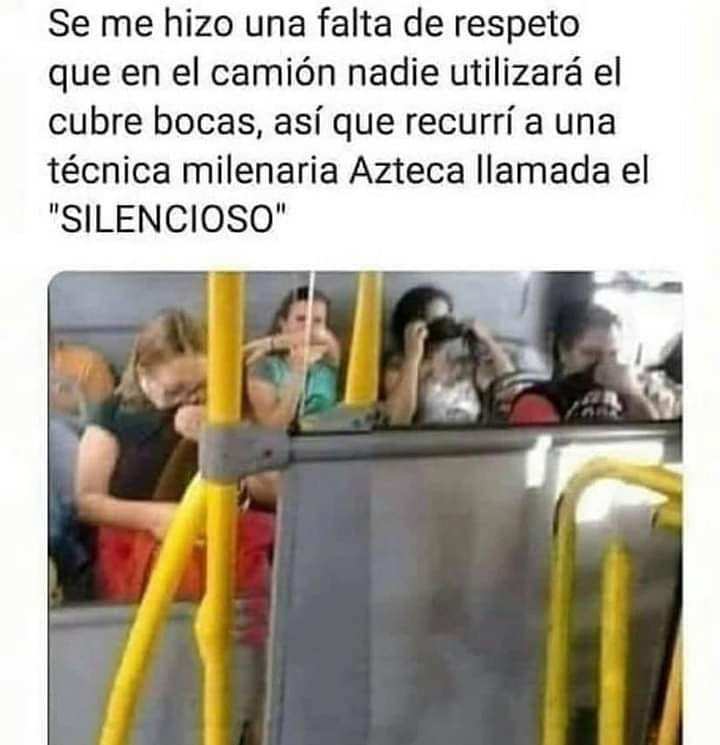 Se me hizo una falta de respeto
que en el camión nadie utilizará el
cubre bocas, así que recurrí a una
técnica milenaria Azteca llamada el
"SILENCIOSO"